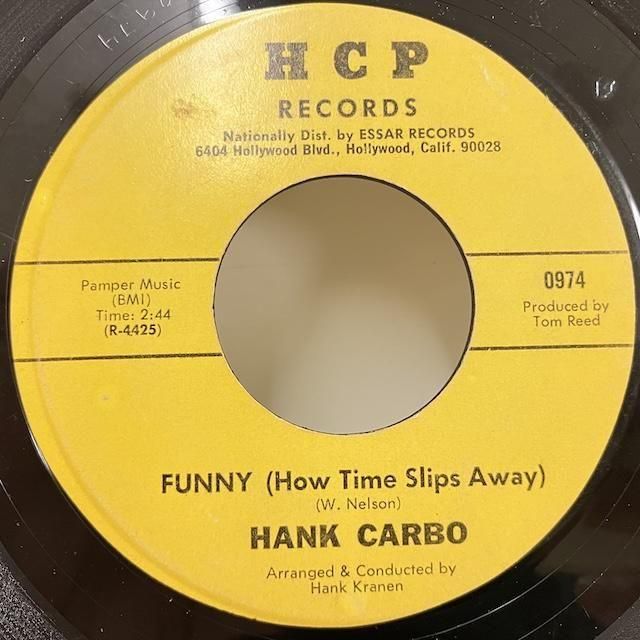 HCP
RECORDS
Nationally Dist. by ESSAR RECORDS
6404 Hollywood Blvd., Hollywood, Calif. 90028
Pamper Music
(BMI)
Time: 2:44
(R-4425)
0974
Produced by
Tom Reed
FUNNY (How Time Slips Away)
(W. Nelson)
HANK CARBO
Arranged & Conducted by
Hank Kranen